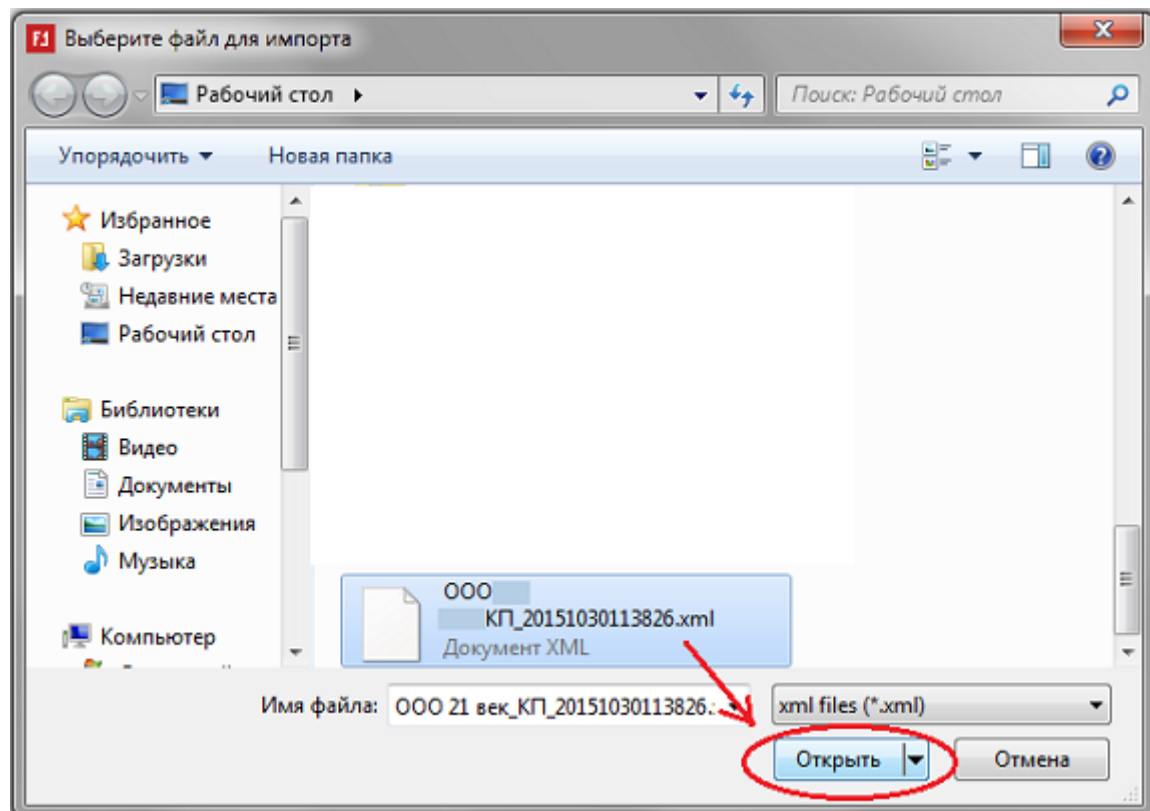 Выберите файл для импорта
Рабочий стол
Поиск: Рабочий стол
Упорядочить
Новая папка
Избранное
Загрузки
Недавние места
Рабочий стол
Библиотеки
Видео
Документы
Изображения
Музыка
Компьютер
ООО
КП_20151030113826.xml
Документ XML
Имя файла: ООО 21 век_КП_20151030113826.:
xml files (*.xml)
Открыть
Отмена